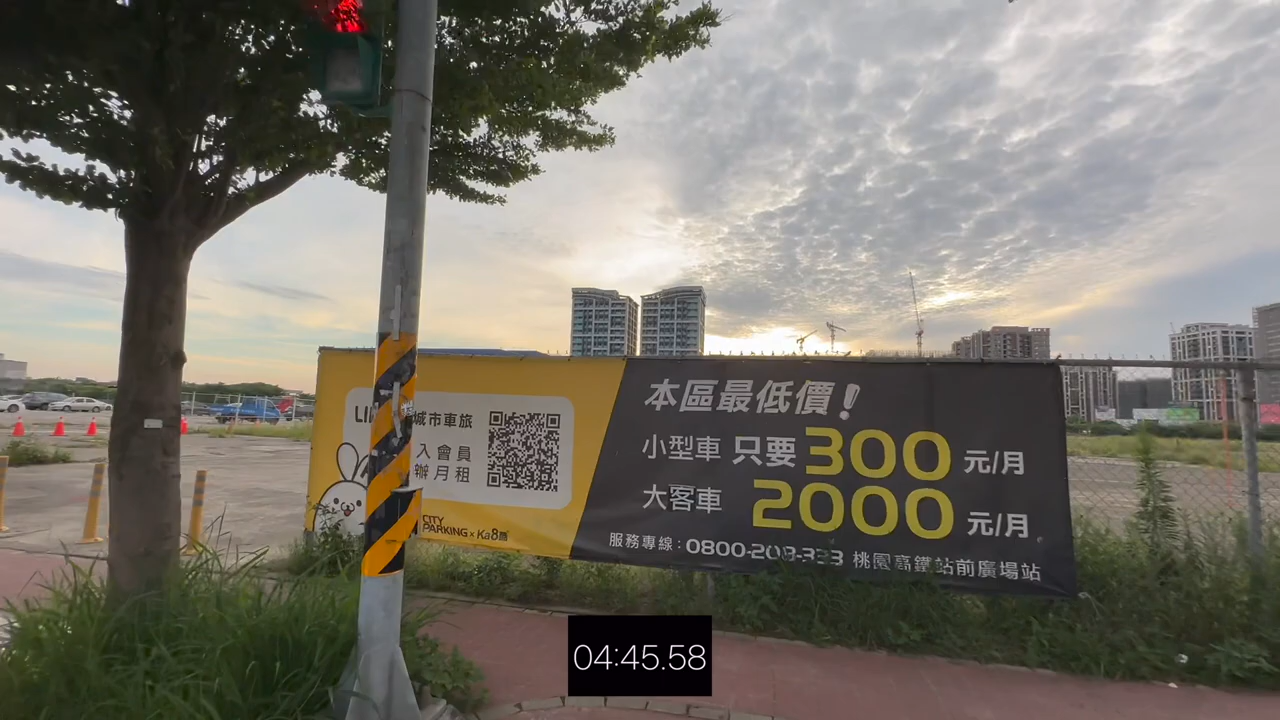 城市車旅
入會員
辦月租
CITY
PARKING × Ka8
本區最低價!
小型車 只要 300 元/月
大客車 2000 元/月
服務專線:0800-208-333 桃園高鐵站前廣場站
04:45.58